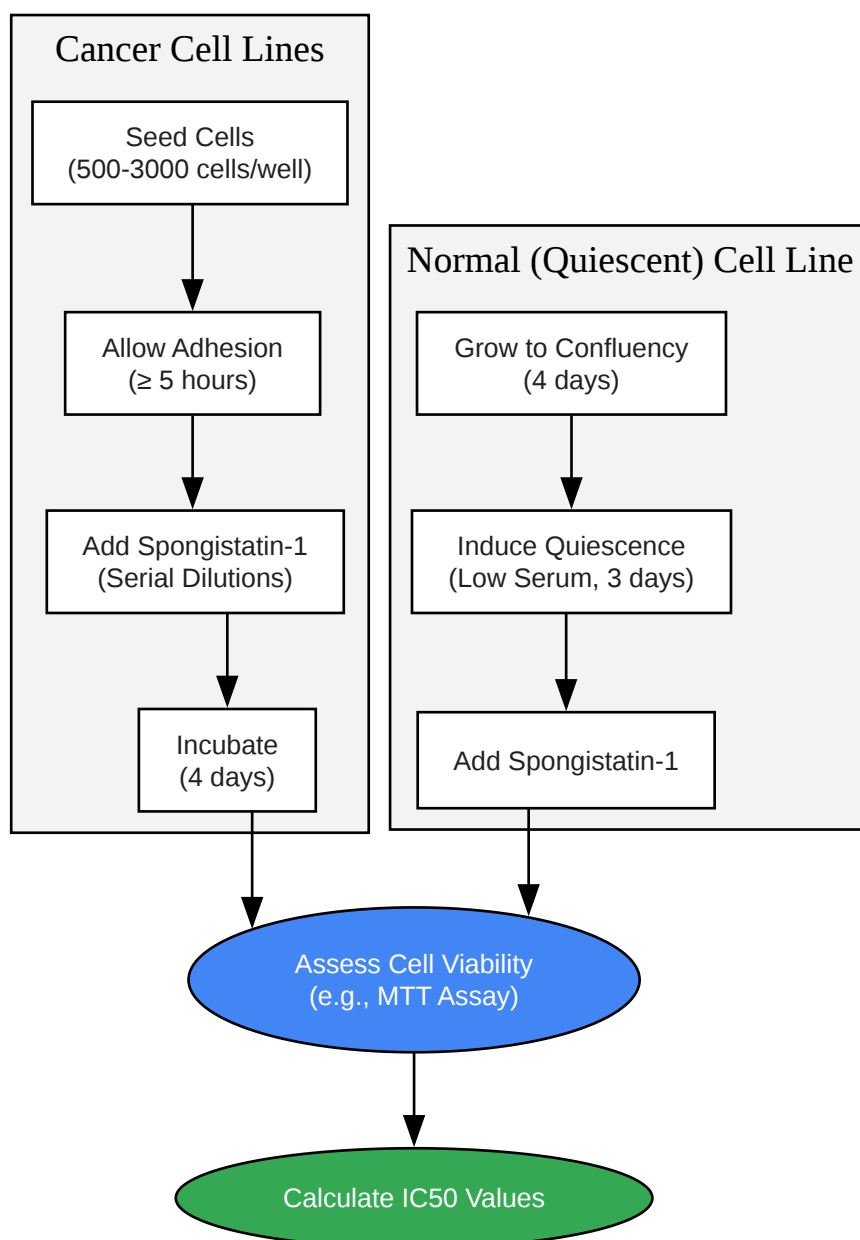 Cancer Cell Lines
Seed Cells
(500-3000 cells/well)
Allow Adhesion
(≥ 5 hours)
Add Spongistatin-1
(Serial Dilutions)
Incubate
(4 days)
Normal (Quiescent) Cell Line
Grow to Confluency
(4 days)
Induce Quiescence
(Low Serum, 3 days)
Add Spongistatin-1
Assess Cell Viability
(e.g., MTT Assay)
Calculate IC50 Values